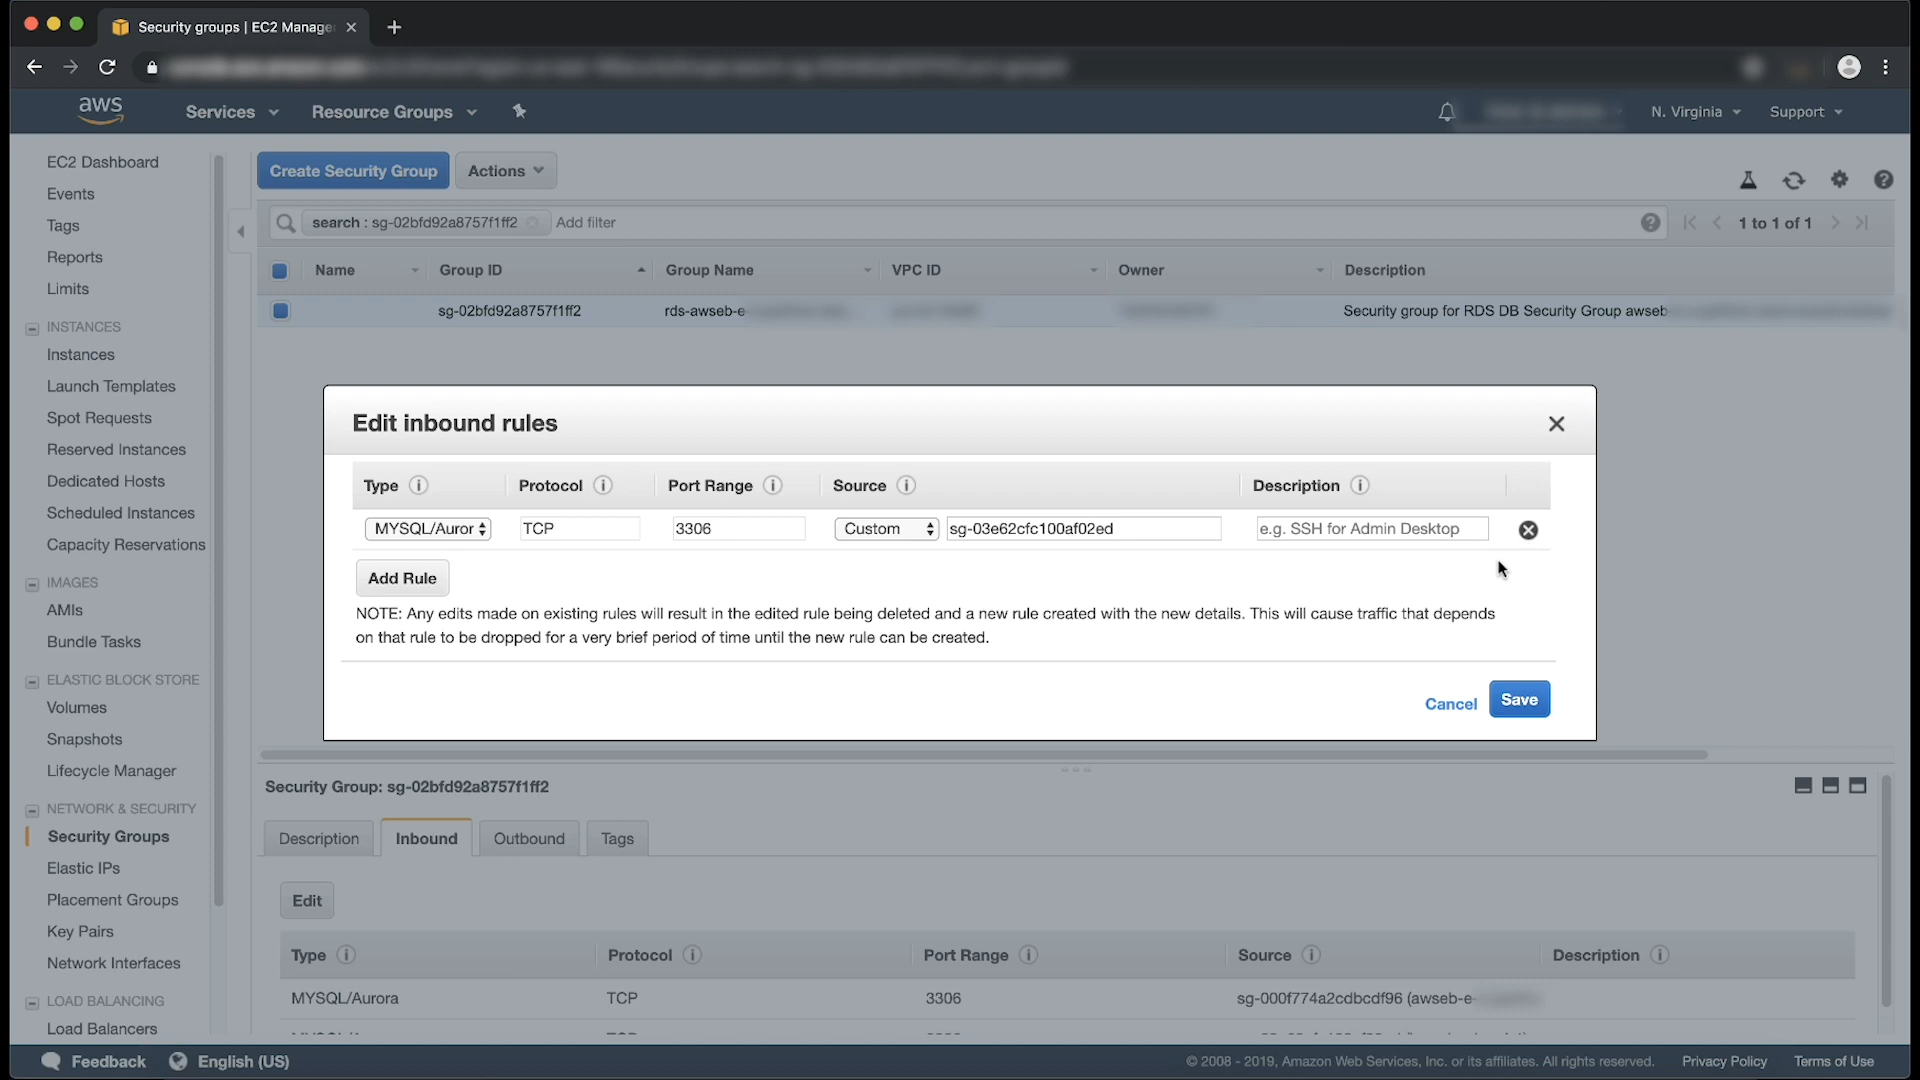 Security groups | EC2 Manage
aws
Services
Resource Groups
N. Virginia
Support
EC2 Dashboard
Events
Tags
Reports
Limits
INSTANCES
Instances
Launch Templates
Spot Requests
Reserved Instances
Dedicated Hosts
Scheduled Instances
Capacity Reservations
IMAGES
AMIs
Bundle Tasks
ELASTIC BLOCK STORE
Volumes
Snapshots
Lifecycle Manager
NETWORK & SECURITY
Security Groups
Elastic IPs
Placement Groups
Key Pairs
Network Interfaces
LOAD BALANCING
Load Balancers
Create Security Group Actions
search : sg-02bfd92a8757f1ff2 Add filter
1 to 1 of 1
Name Group ID Group Name VPC ID Owner Description
sg-02bfd92a8757f1ff2 rds-awseb-e Security group for RDS DB Security Group awseb-
Edit inbound rules
Type Protocol Port Range Source Description
MYSQL/Auror TCP 3306 Custom sg-03e62cfc100af02ed e.g. SSH for Admin Desktop
Add Rule
NOTE: Any edits made on existing rules will result in the edited rule being deleted and a new rule created with the new details. This will cause traffic that depends
on that rule to be dropped for a very brief period of time until the new rule can be created.
Cancel Save
Security Group: sg-02bfd92a8757f1ff2
Description Inbound Outbound Tags
Edit
Type Protocol Port Range Source Description
MYSQL/Aurora TCP 3306 sg-000f774a2cdbcdf96 (awseb-e-
Feedback English (US)
© 2008 - 2019, Amazon Web Services, Inc. or its affiliates. All rights reserved. Privacy Policy Terms of Use